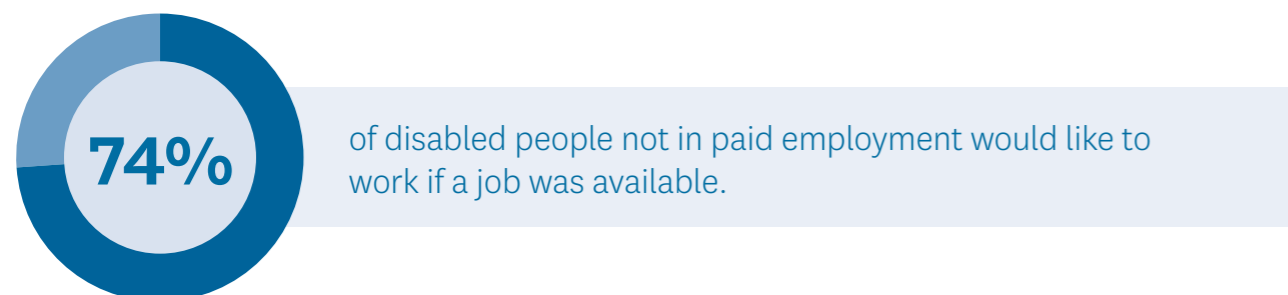 74%
of disabled people not in paid employment would like to
work if a job was available.